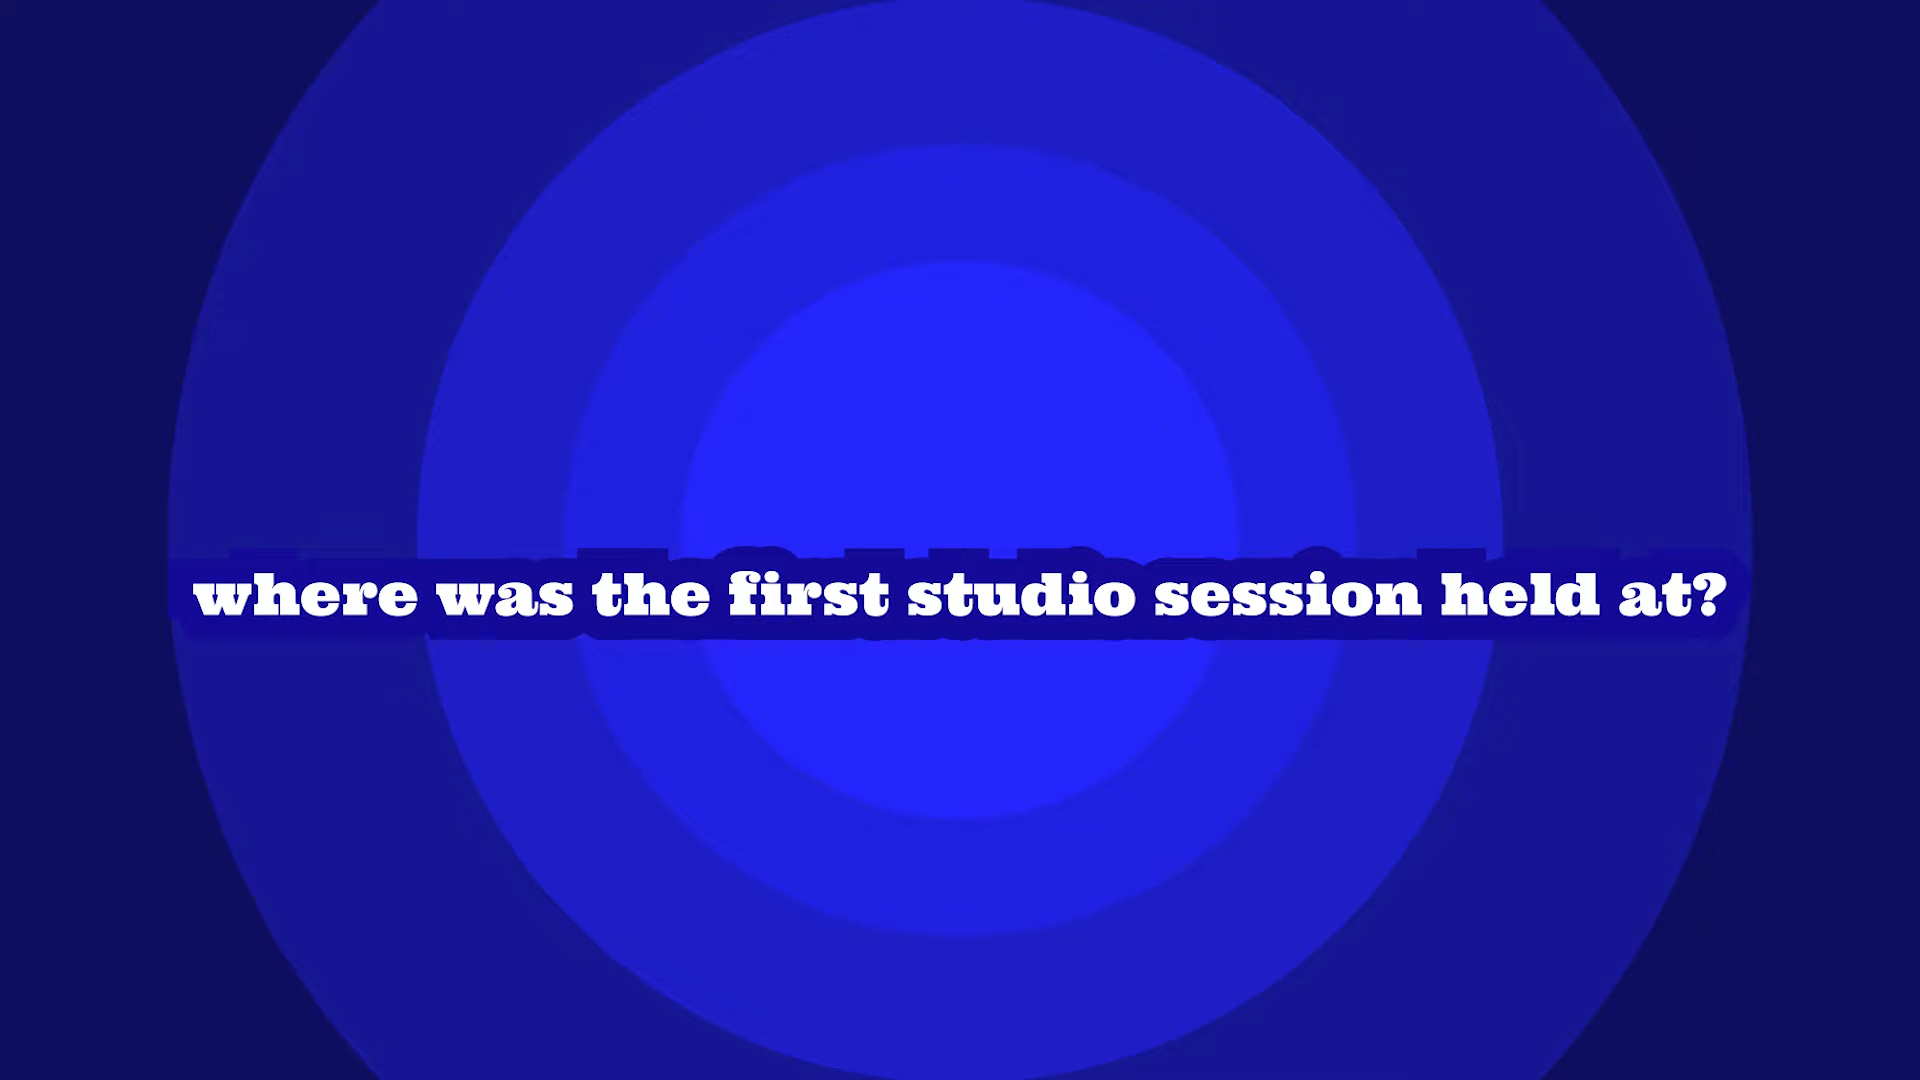 where was the first studio session held at?